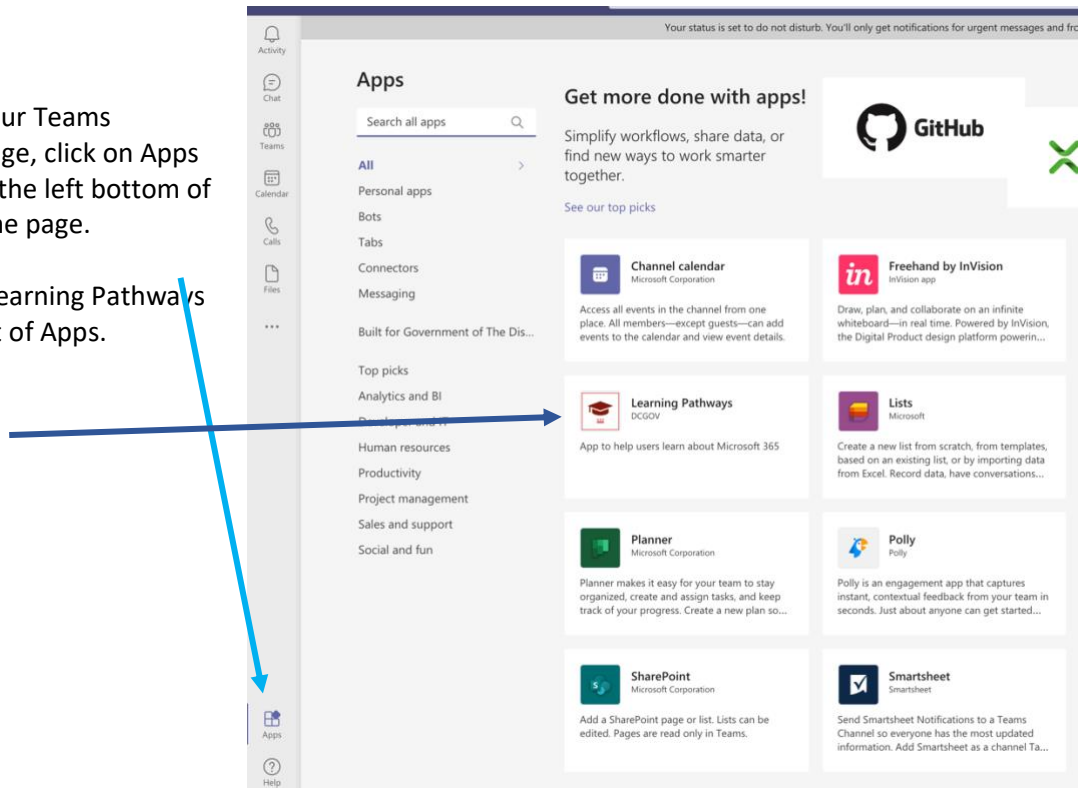 ur Teams
ge, click on Apps
the left bottom of
he page.
earning Pathways
t of Apps.
Your status is set to do not disturb. You'll only get notifications for urgent messages and fro
Activity
Chat
Teams
Calendar
Calls
Files
Apps
Help
Apps
Search all apps
All
Personal apps
Bots
Tabs
Connectors
Messaging
Built for Government of The Dis...
Top picks
Analytics and BI
Developer and IT
Human resources
Productivity
Project management
Sales and support
Social and fun
Get more done with apps!
Simplify workflows, share data, or
find new ways to work smarter
together.
See our top picks
GitHub
Channel calendar
Microsoft Corporation
Access all events in the channel from one
place. All members—except guests—can add
events to the calendar and view event details.
in
Freehand by InVision
InVision app
Draw, plan, and collaborate on an infinite
whiteboard—in real time. Powered by InVision,
the Digital Product design platform powerin...
Learning Pathways
DCGOV
App to help users learn about Microsoft 365
Lists
Microsoft
Create a new list from scratch, from templates,
based on an existing list, or by importing data
from Excel. Record data, have conversations...
Planner
Microsoft Corporation
Planner makes it easy for your team to stay
organized, create and assign tasks, and keep
track of your progress. Create a new plan so...
Polly
Polly
Polly is an engagement app that captures
instant, contextual feedback from your team in
seconds. Just about anyone can get started...
S
SharePoint
Microsoft Corporation
Add a SharePoint page or list. Lists can be
edited. Pages are read only in Teams.
Smartsheet
Smartsheet
Send Smartsheet Notifications to a Teams
Channel so everyone has the most updated
information. Add Smartsheet as a channel Ta...